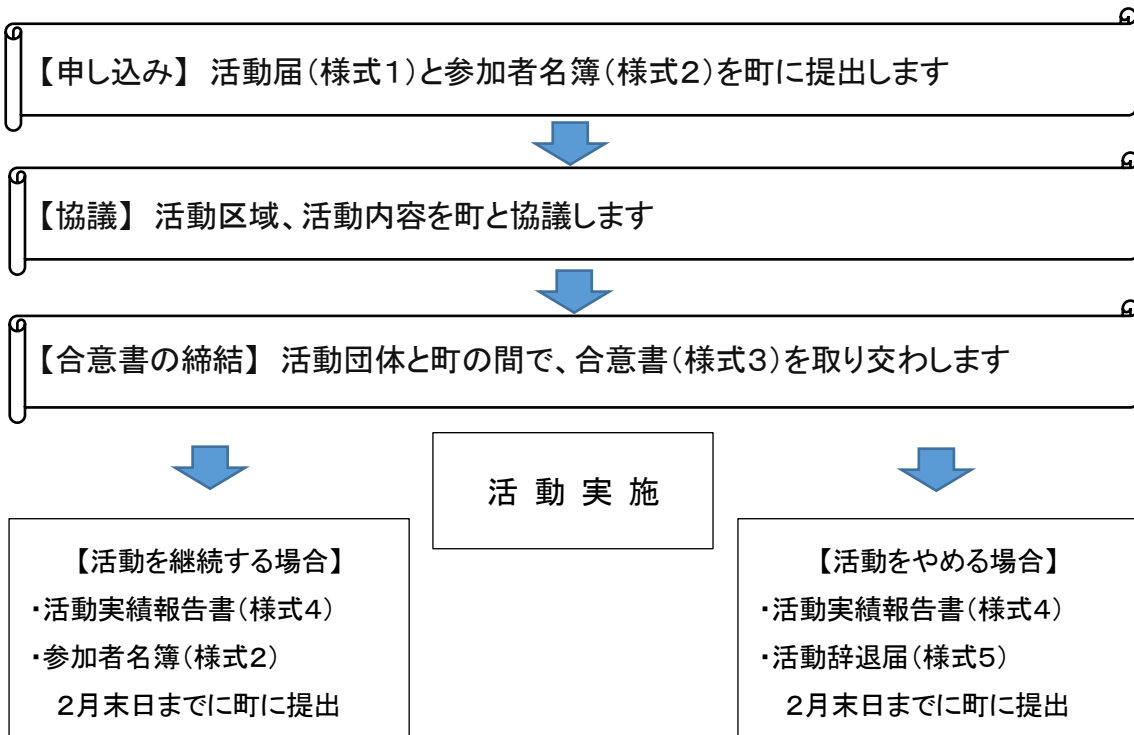 【申し込み】 活動届(様式1)と参加者名簿(様式2)を町に提出します
【協議】 活動区域、活動内容を町と協議します
【合意書の締結】 活動団体と町の間で、合意書(様式3)を取り交わします
活 動 実 施
【活動を継続する場合】
・活動実績報告書(様式4)
・参加者名簿(様式2)
2月末日までに町に提出
【活動をやめる場合】
・活動実績報告書(様式4)
・活動辞退届(様式5)
2月末日までに町に提出